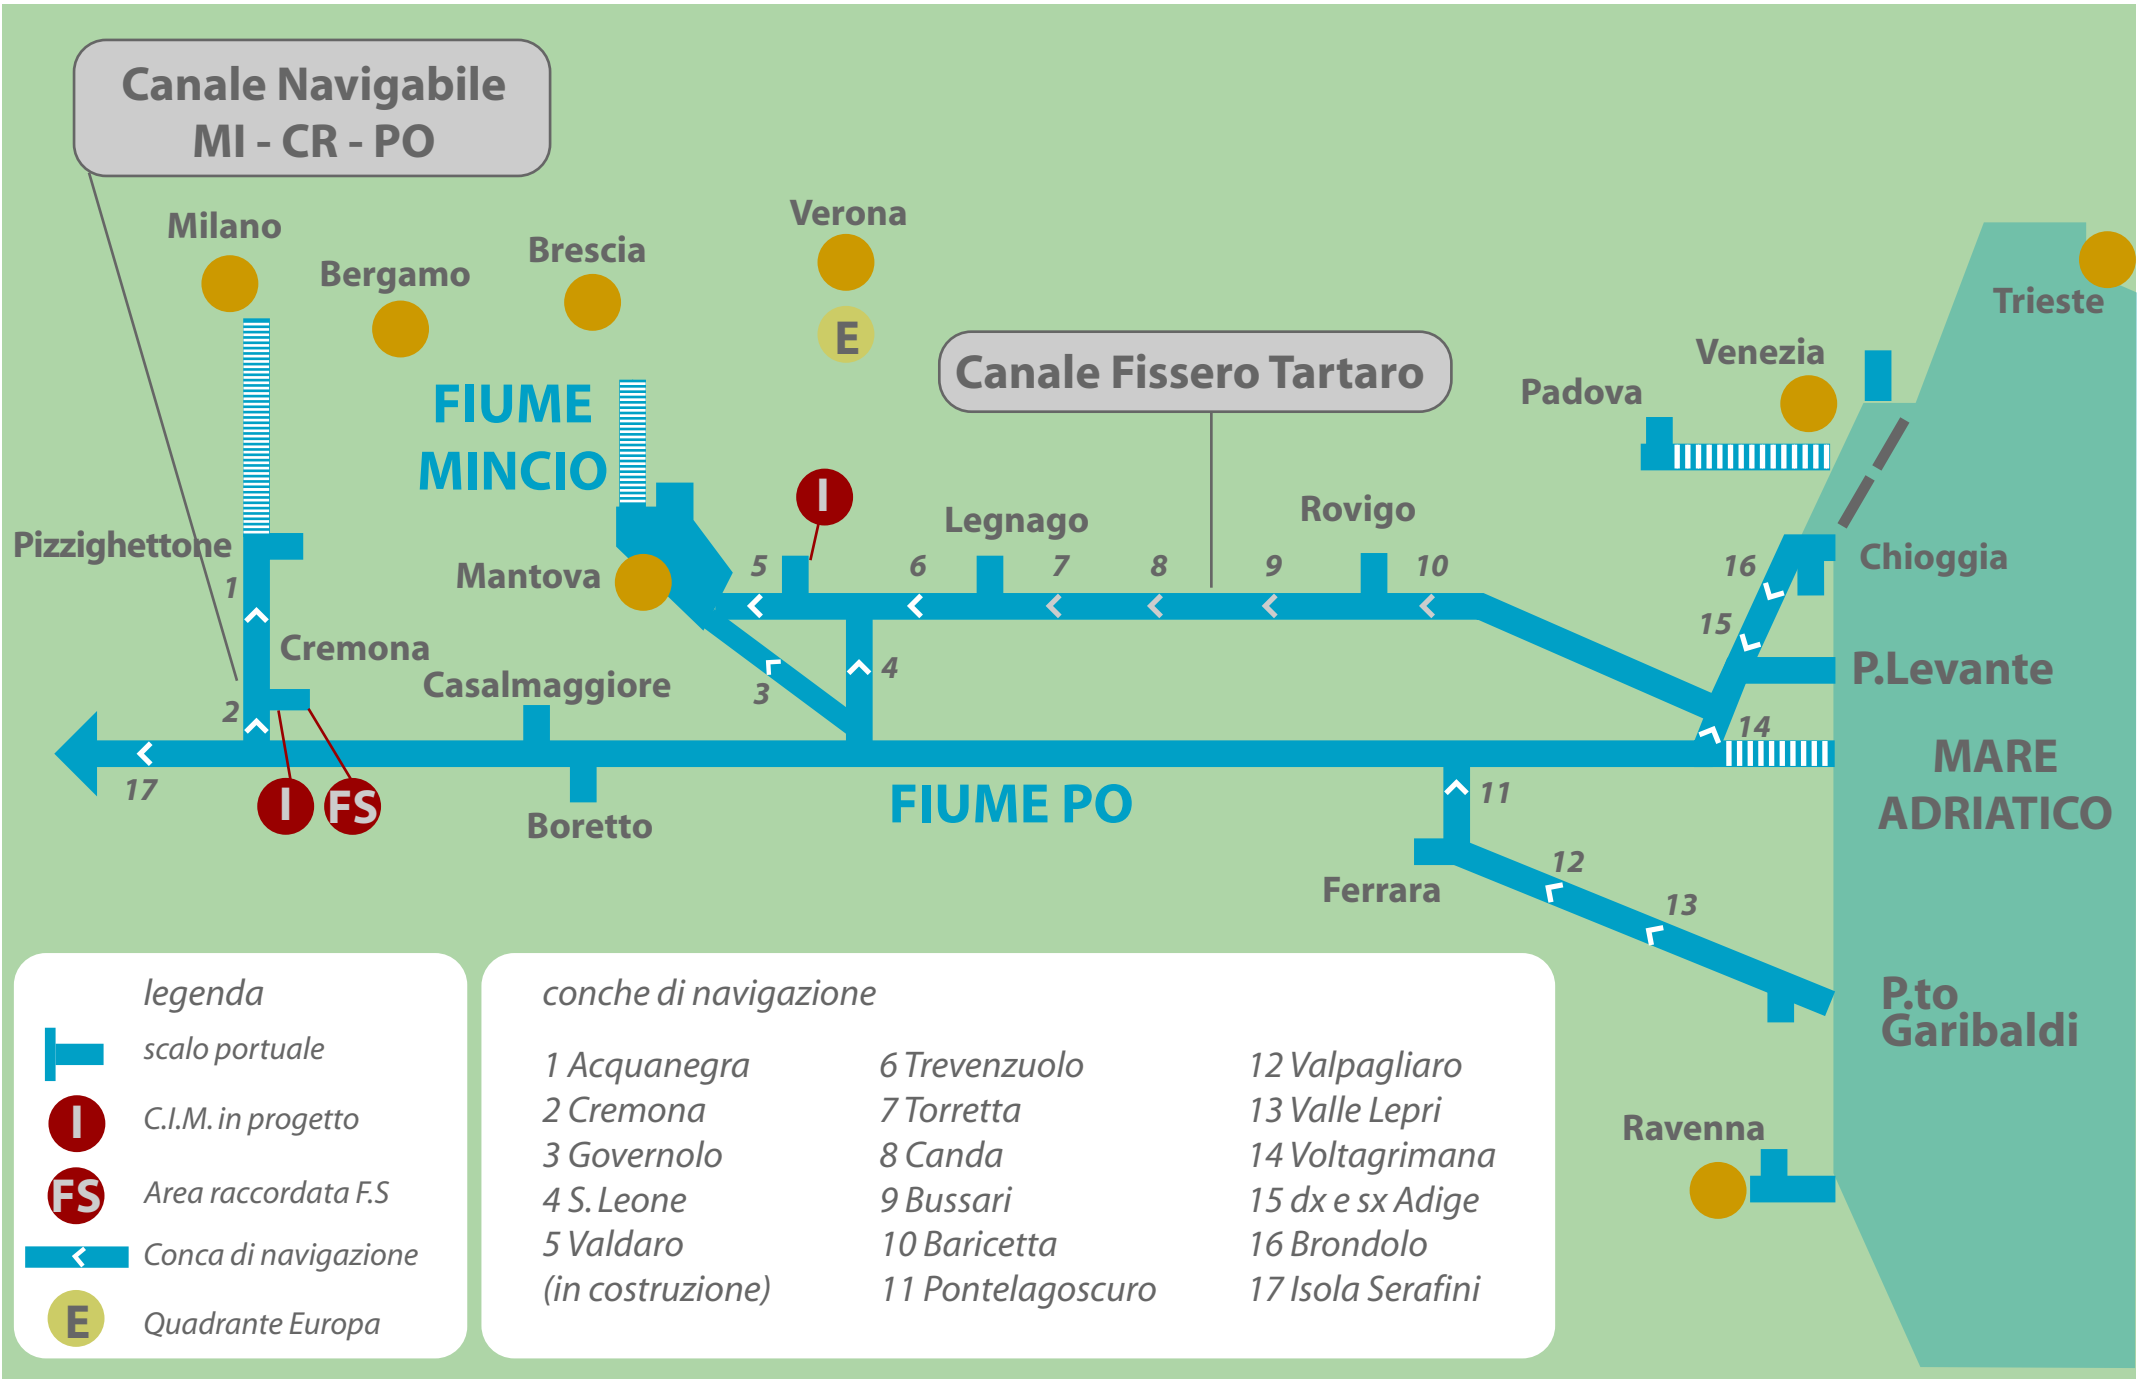 Canale Navigabile
MI - CR - PO
Milano
Bergamo
Brescia
Verona
E
Trieste
Venezia
Padova
Canale Fissero Tartaro
FIUME
MINCIO
I
Legnago
Rovigo
Pizzighettone
Mantova
5
6
7
8
9
10
16
Chioggia
1
15
Cremona
Casalmaggiore
3
4
P.Levante
2
14
17
I
FS
Boretto
FIUME PO
11
MARE
ADRIATICO
Ferrara
12
13
P.to
Garibaldi
Ravenna
legenda
scalo portuale
I
C.I.M. in progetto
FS
Area raccordata F.S
Conca di navigazione
E
Quadrante Europa
conche di navigazione
1 Acquanegra
2 Cremona
3 Governolo
4 S. Leone
5 Valdaro
(in costruzione)
6 Trevenzuolo
7 Torretta
8 Canda
9 Bussari
10 Baricetta
11 Pontelagoscuro
12 Valpagliaro
13 Valle Lepri
14 Voltagrimana
15 dx e sx Adige
16 Brondolo
17 Isola Serafini